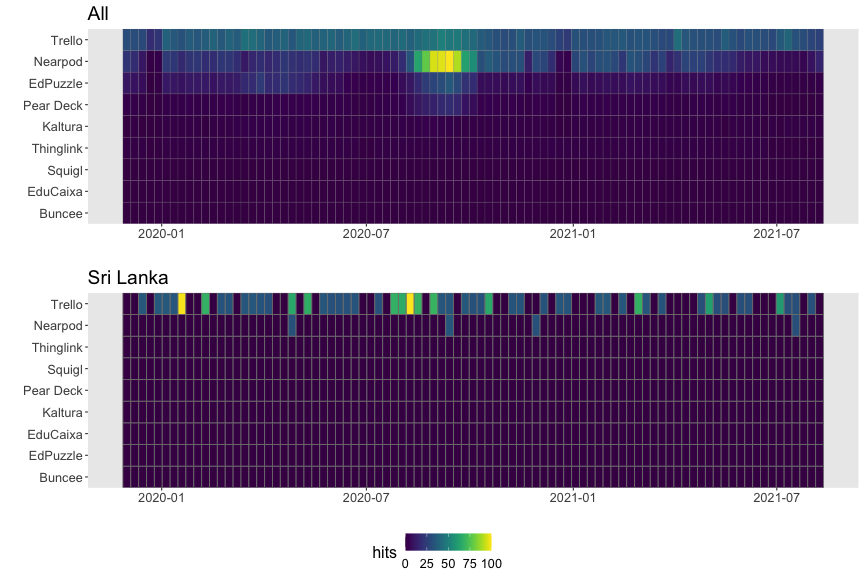 All
Trello
Nearpod
EdPuzzle
Pear Deck
Kaltura
Thinglink
Squigl
EduCaixa
Buncee
2020-01 2020-07 2021-01 2021-07
Sri Lanka
Trello
Nearpod
Thinglink
Squigl
Pear Deck
Kaltura
EduCaixa
EdPuzzle
Buncee
2020-01 2020-07 2021-01 2021-07
hits
0 25 50 75 100